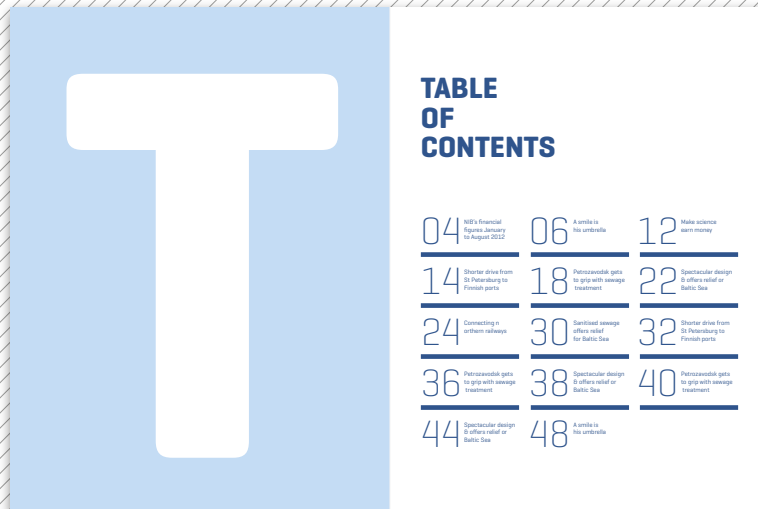 T
TABLE
OF
CONTENTS
04
NIB's financial
figures January
to August 2012
06
A smile is
his umbrella
12
Make science
earn money
14
Shorter drive from
St Petersburg to
Finnish ports
18
Petrozavodsk gets
to grip with sewage
treatment
22
Spectacular design
& offers relief or
Baltic Sea
24
Connecting n
orthern railways
30
Sanitised sewage
offers relief
for Baltic Sea
32
Shorter drive from
St Petersburg to
Finnish ports
36
Petrozavodsk gets
to grip with sewage
treatment
38
Spectacular design
& offers relief or
Baltic Sea
40
Petrozavodsk gets
to grip with sewage
treatment
44
Spectacular design
& offers relief or
Baltic Sea
48
A smile is
his umbrella